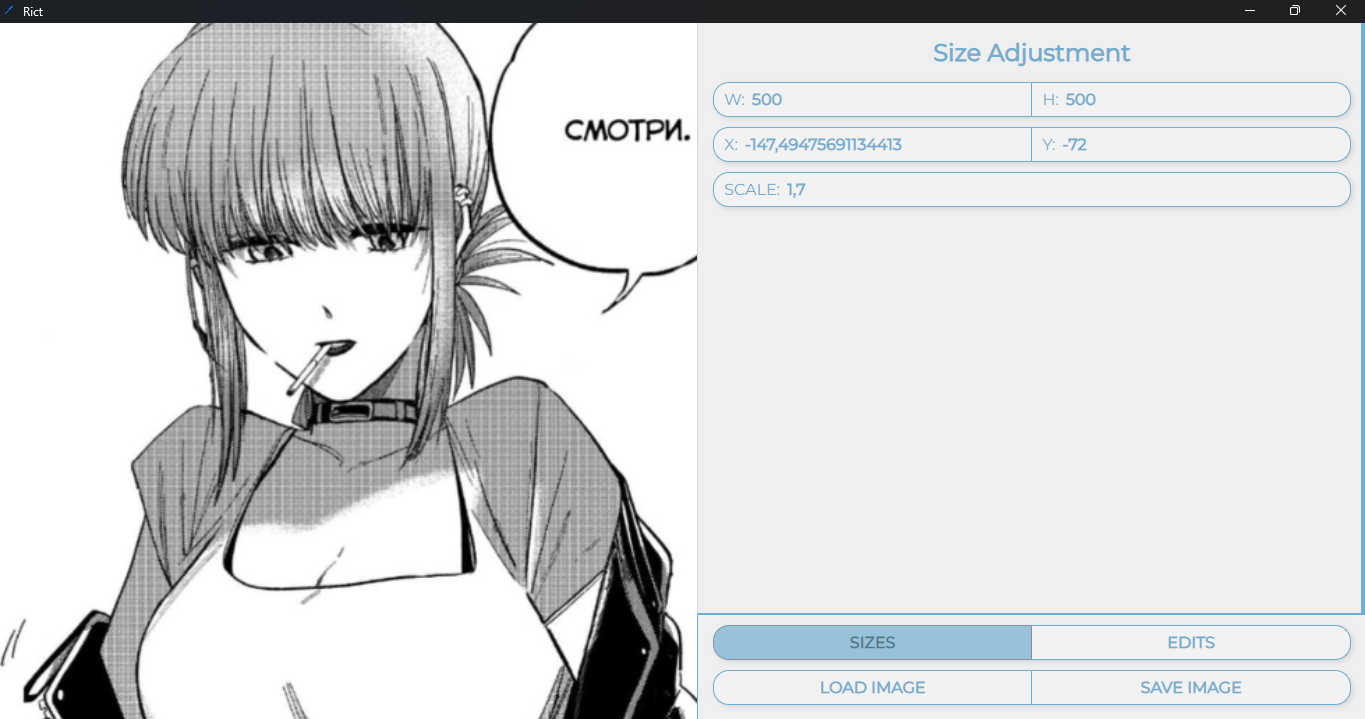 Rict
СМОТРИ.
Size Adjustment
W: 500 H: 500
X: -147,49475691134413 Y: -72
SCALE: 1,7
SIZES EDITS
LOAD IMAGE SAVE IMAGE